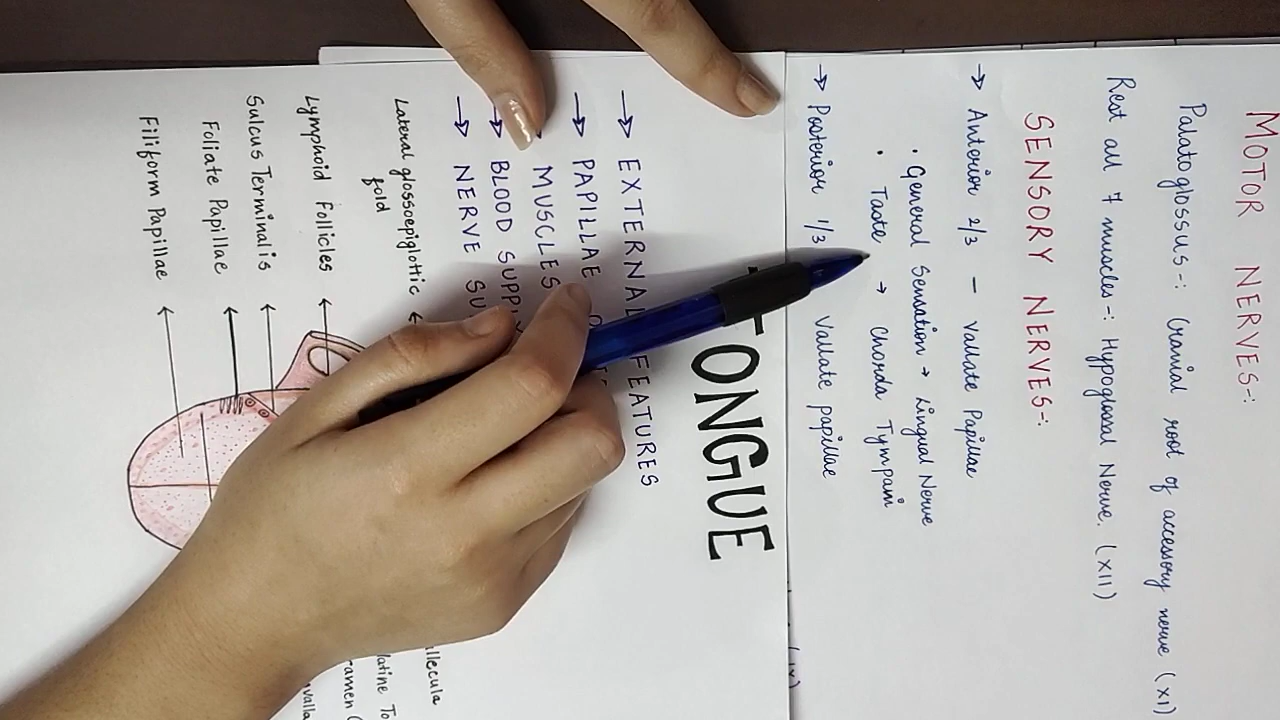 MOTOR NERVES-:
Palatoglossus-: Cranial root of accessory nerve (XI)
Rest all 7 muscles-: Hypoglossal Nerve. (XII)
SENSORY NERVES-:
→ Anterior 2/3 - Vallate Papillae
• General Sensation → Lingual Nerve
• Taste → Chorda Tympani
→ Posterior 1/3 Vallate papillae
(IX)
TONGUE
→ EXTERNAL FEATURES
→ PAPILLAE
→ MUSCLES
→ BLOOD SUPPLY
→ NERVE
Lateral glossoepiglottic
fold
Lymphoid Follicles
Sulcus Terminalis
Foliate Papillae
Filiform Papillae